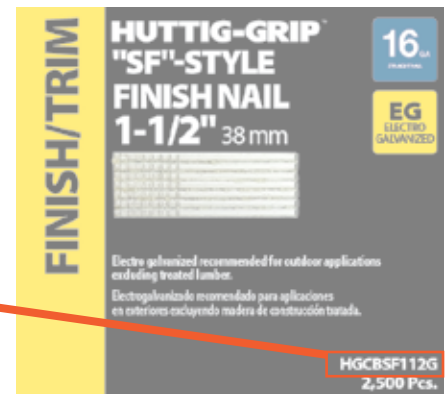 FINISH/TRIM
HUTTIG-GRIP
"SF"-STYLE
FINISH NAIL
1-1/2" 38 mm
16 GA
EG
ELECTRO
GALVANIZED
Electro galvanized recommended for outdoor applications
excluding treated lumber.
Electrogalvanizado recomendado para aplicaciones
en exteriores excluyendo madera de construcción tratada.
HGCBSF112G
2,500 Pcs.